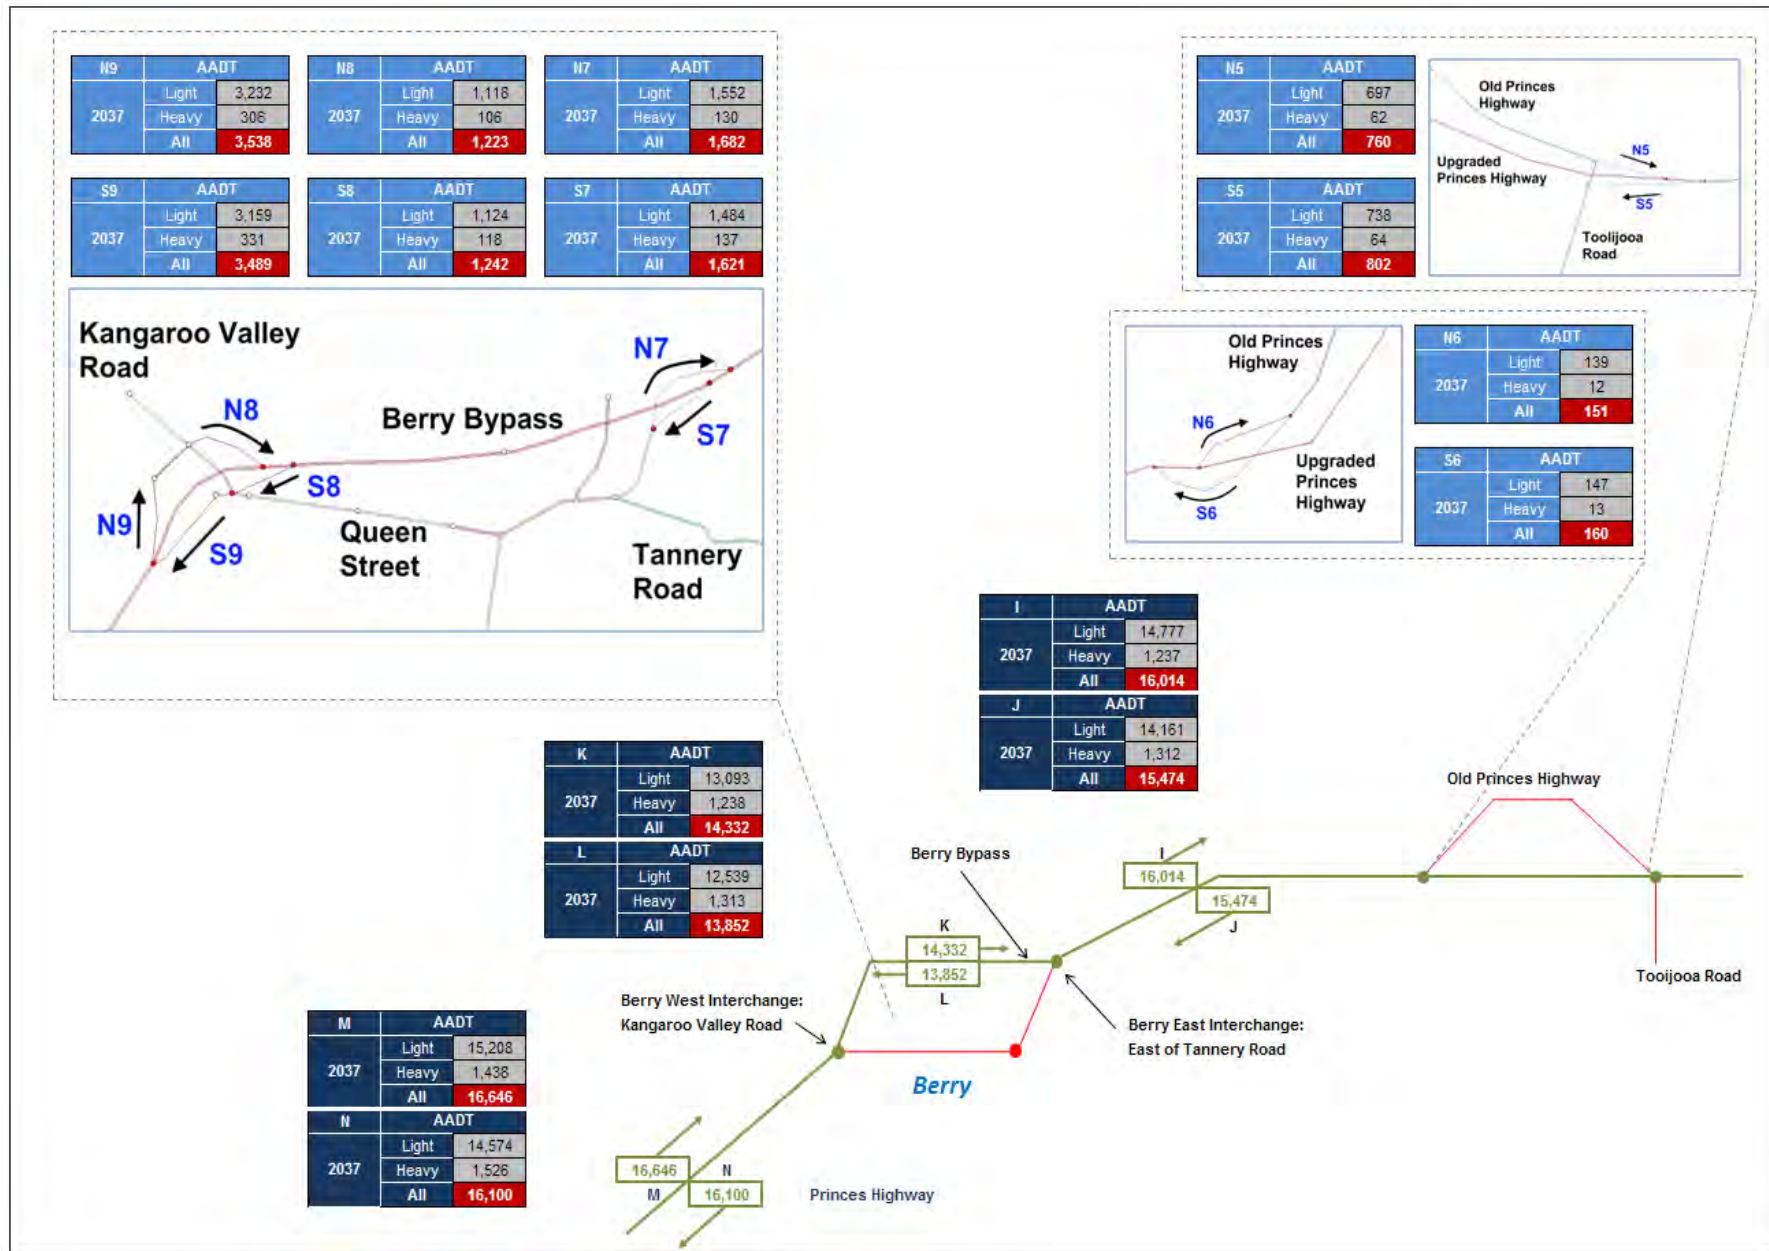 N9 AADT
2037
Light 3,232
Heavy 306
All 3,538
N8 AADT
2037
Light 1,118
Heavy 106
All 1,223
N7 AADT
2037
Light 1,552
Heavy 130
All 1,682
S9 AADT
2037
Light 3,159
Heavy 331
All 3,489
S8 AADT
2037
Light 1,124
Heavy 118
All 1,242
S7 AADT
2037
Light 1,484
Heavy 137
All 1,621
Kangaroo Valley
Road
N8
Berry Bypass
N7
S7
N9
S9
S8
Queen
Street
Tannery
Road
N5 AADT
2037
Light 697
Heavy 62
All 760
S5 AADT
2037
Light 738
Heavy 64
All 802
Old Princes
Highway
N5
Upgraded
Princes Highway
S5
Toolijooa
Road
Old Princes
Highway
N6
Upgraded
Princes
Highway
S6
N6 AADT
2037
Light 139
Heavy 12
All 151
S6 AADT
2037
Light 147
Heavy 13
All 160
I AADT
2037
Light 14,777
Heavy 1,237
All 16,014
J AADT
2037
Light 14,161
Heavy 1,312
All 15,474
K AADT
2037
Light 13,093
Heavy 1,238
All 14,332
L AADT
2037
Light 12,539
Heavy 1,313
All 13,852
M AADT
2037
Light 15,208
Heavy 1,438
All 16,646
N AADT
2037
Light 14,574
Heavy 1,526
All 16,100
Old Princes Highway
Berry Bypass
I
16,014
15,474
J
K
14,332
13,852
L
Tooijooa Road
Berry West Interchange:
Kangaroo Valley Road
Berry East Interchange:
East of Tannery Road
Berry
16,646
N
M
16,100
Princes Highway